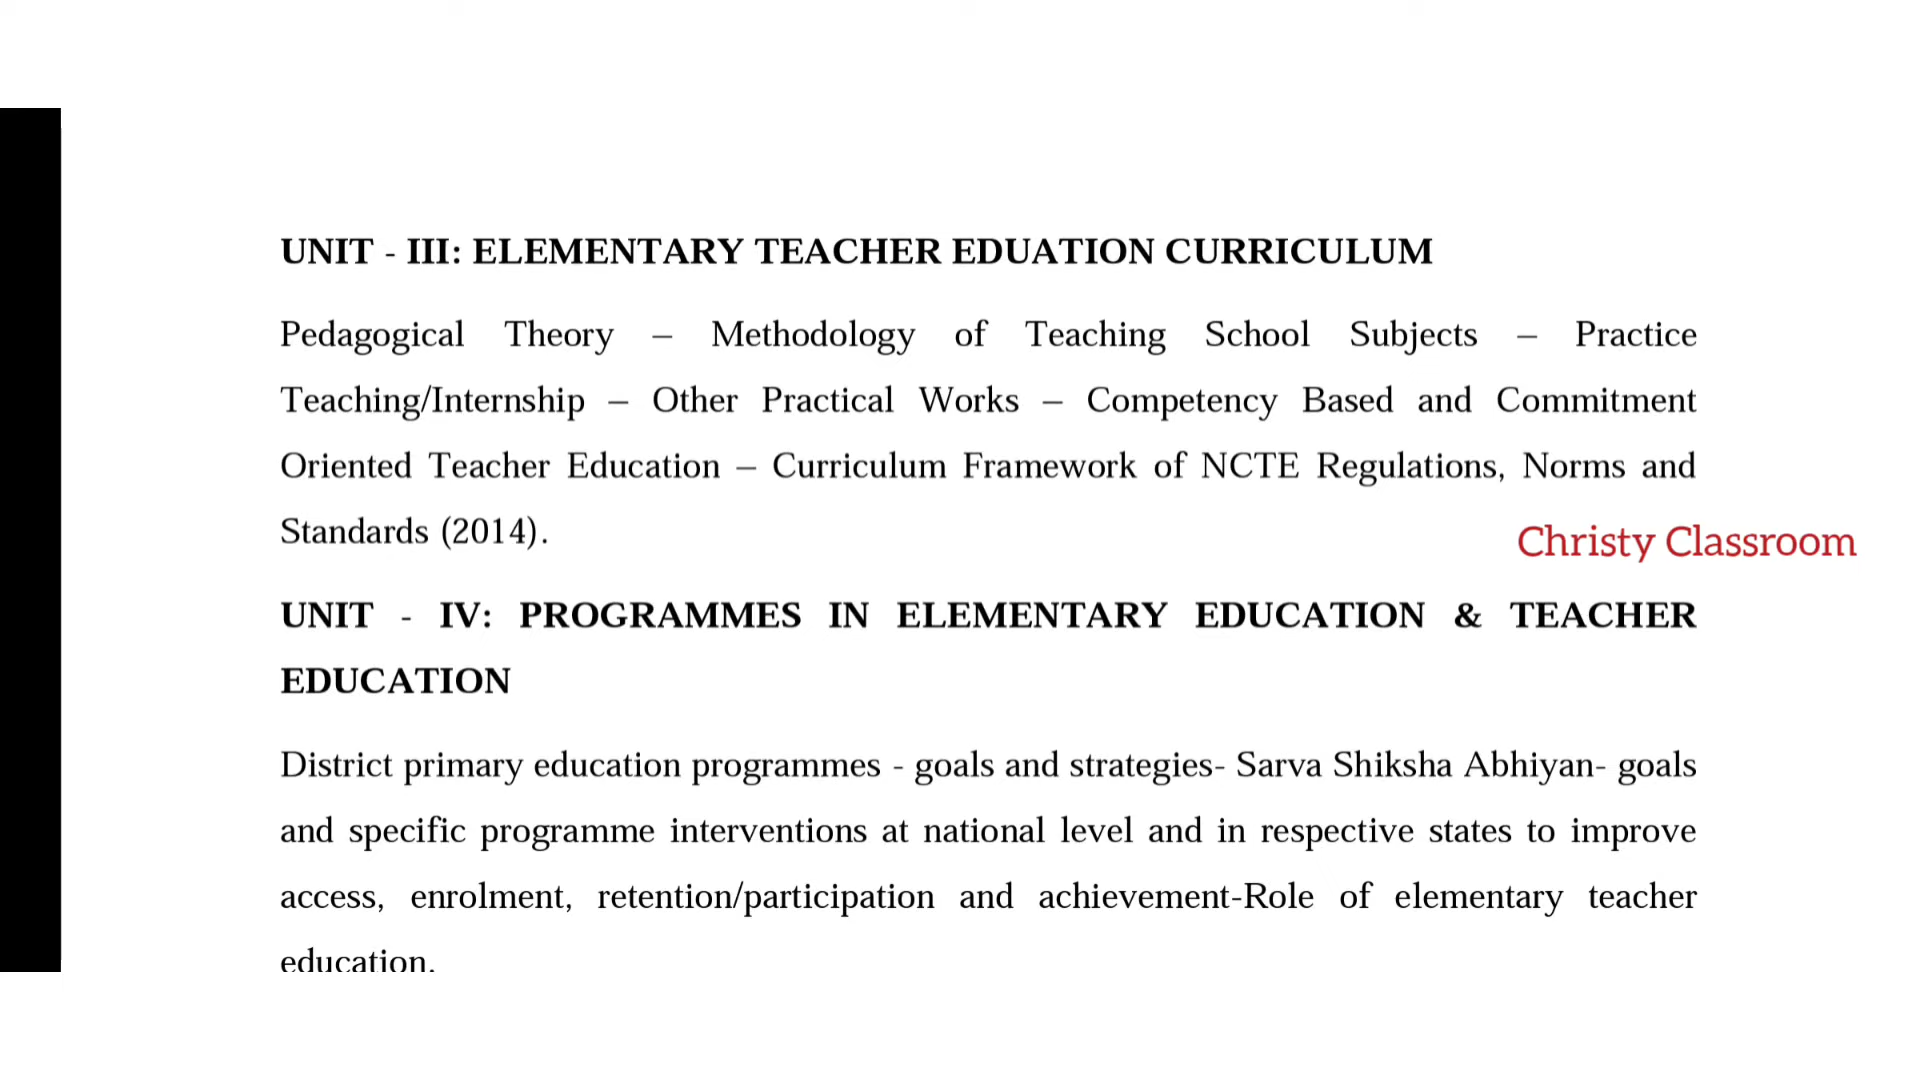 UNIT - III: ELEMENTARY TEACHER EDUATION CURRICULUM
Pedagogical Theory – Methodology of Teaching School Subjects – Practice
Teaching/Internship – Other Practical Works – Competency Based and Commitment
Oriented Teacher Education – Curriculum Framework of NCTE Regulations, Norms and
Standards (2014).
Christy Classroom
UNIT - IV: PROGRAMMES IN ELEMENTARY EDUCATION & TEACHER
EDUCATION
District primary education programmes - goals and strategies- Sarva Shiksha Abhiyan- goals
and specific programme interventions at national level and in respective states to improve
access, enrolment, retention/participation and achievement-Role of elementary teacher
education.